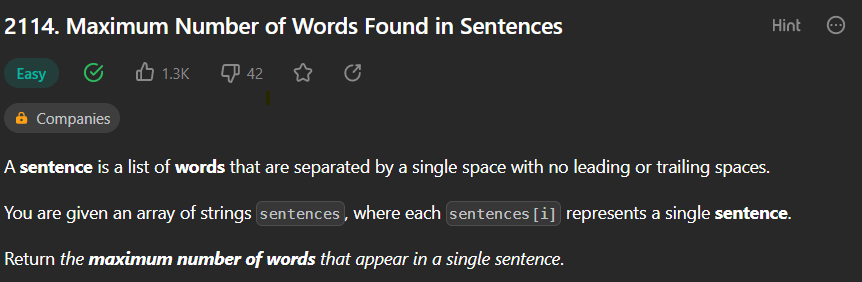 2114. Maximum Number of Words Found in Sentences
Hint
Easy
1.3K
42
Companies
A sentence is a list of words that are separated by a single space with no leading or trailing spaces.
You are given an array of strings sentences, where each sentences[i] represents a single sentence.
Return the maximum number of words that appear in a single sentence.